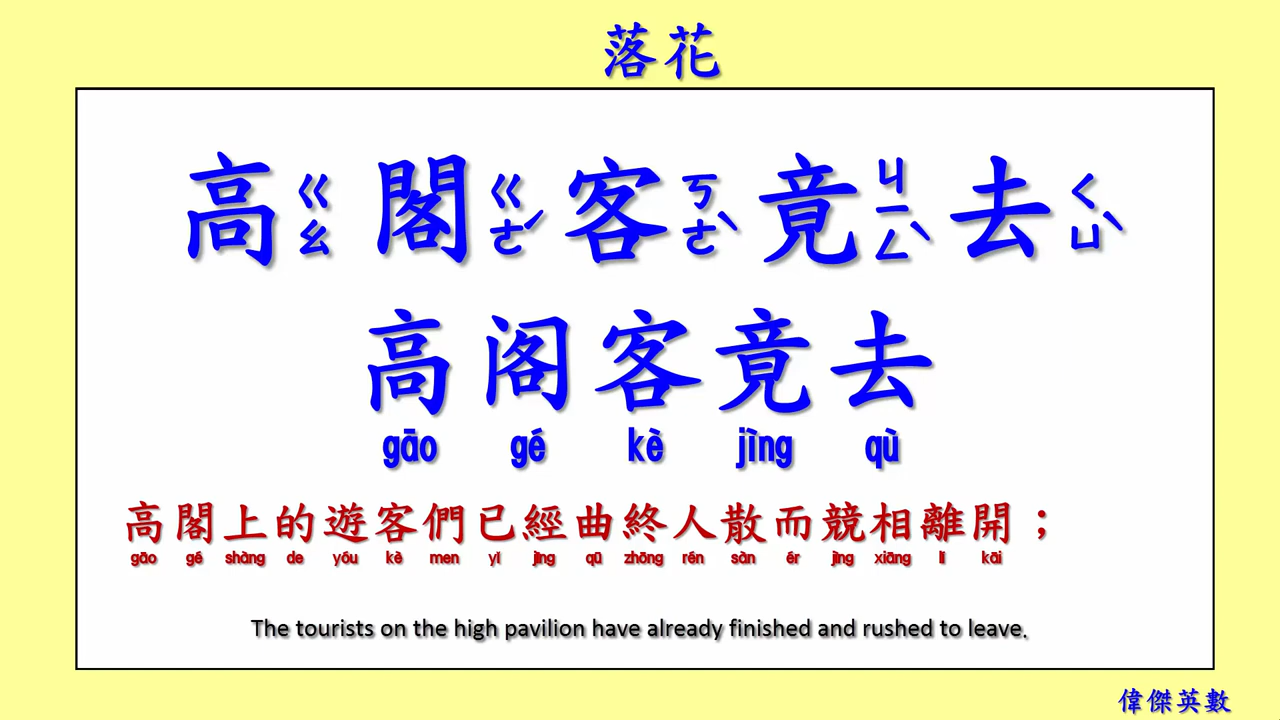 落花
高ㄍㄠ 閣ㄍㄜˊ 客ㄎㄜˋ 竟ㄐㄧㄥˋ 去ㄑㄩˋ
高阁客竟去
gāo gé kè jìng qù
高閣上的遊客們已經曲終人散而競相離開；
gāo gé shàng de yóu kè men yǐ jīng qū zhōng rén sàn ér jìng xiāng lí kāi
The tourists on the high pavilion have already finished and rushed to leave.
偉傑英數